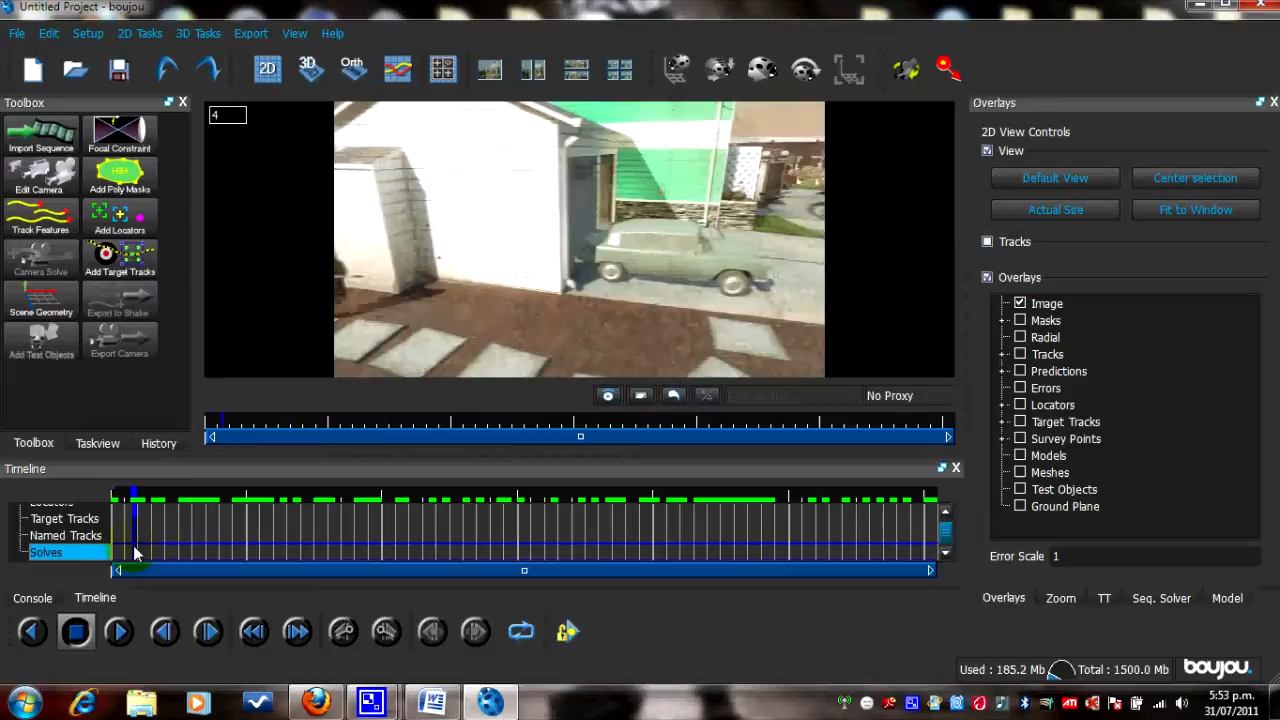 Untitled Project - boujou
File Edit Setup 2D Tasks 3D Tasks Export View Help
2D 3D Orth
Toolbox
Import Sequence Focal Constraint
Edit Camera Add Poly Masks
Track Features Add Locators
Camera Solve Add Target Tracks
Scene Geometry Export to Shake
Add Test Objects Export Camera
Toolbox Taskview History
4
No Proxy
Overlays
2D View Controls
View
Default View Center selection
Actual Size Fit to Window
Tracks
Overlays
Image
Masks
Radial
Tracks
Predictions
Errors
Locators
Target Tracks
Survey Points
Models
Meshes
Test Objects
Ground Plane
Error Scale 1
Overlays Zoom TT Seq. Solver Model
Timeline
Locators
Target Tracks
Named Tracks
Solves
Console Timeline
Used : 185.2 Mb Total : 1500.0 Mb boujou.
5:53 p.m.
31/07/2011